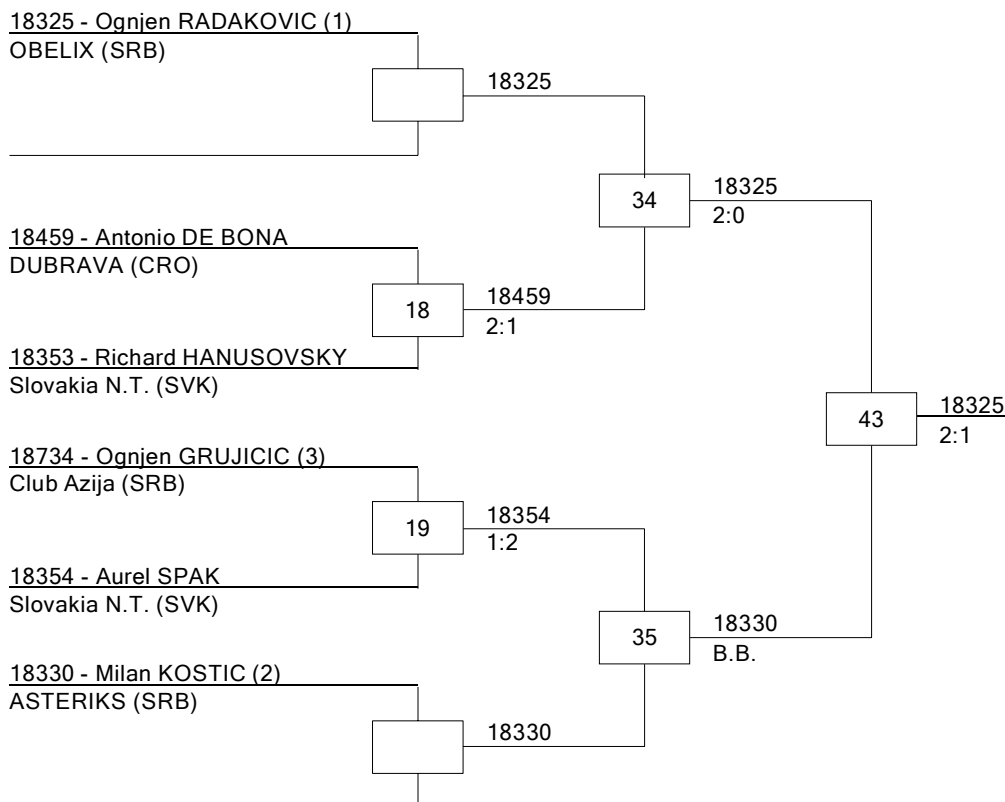 18325 - Ognjen RADAKOVIC (1)
OBELIX (SRB)
18325
34
18325
2:0
18459 - Antonio DE BONA
DUBRAVA (CRO)
18
18459
2:1
18353 - Richard HANUSOVSKY
Slovakia N.T. (SVK)
43
18325
2:1
18734 - Ognjen GRUJICIC (3)
Club Azija (SRB)
19
18354
1:2
18354 - Aurel SPAK
Slovakia N.T. (SVK)
35
18330
B.B.
18330 - Milan KOSTIC (2)
ASTERIKS (SRB)
18330